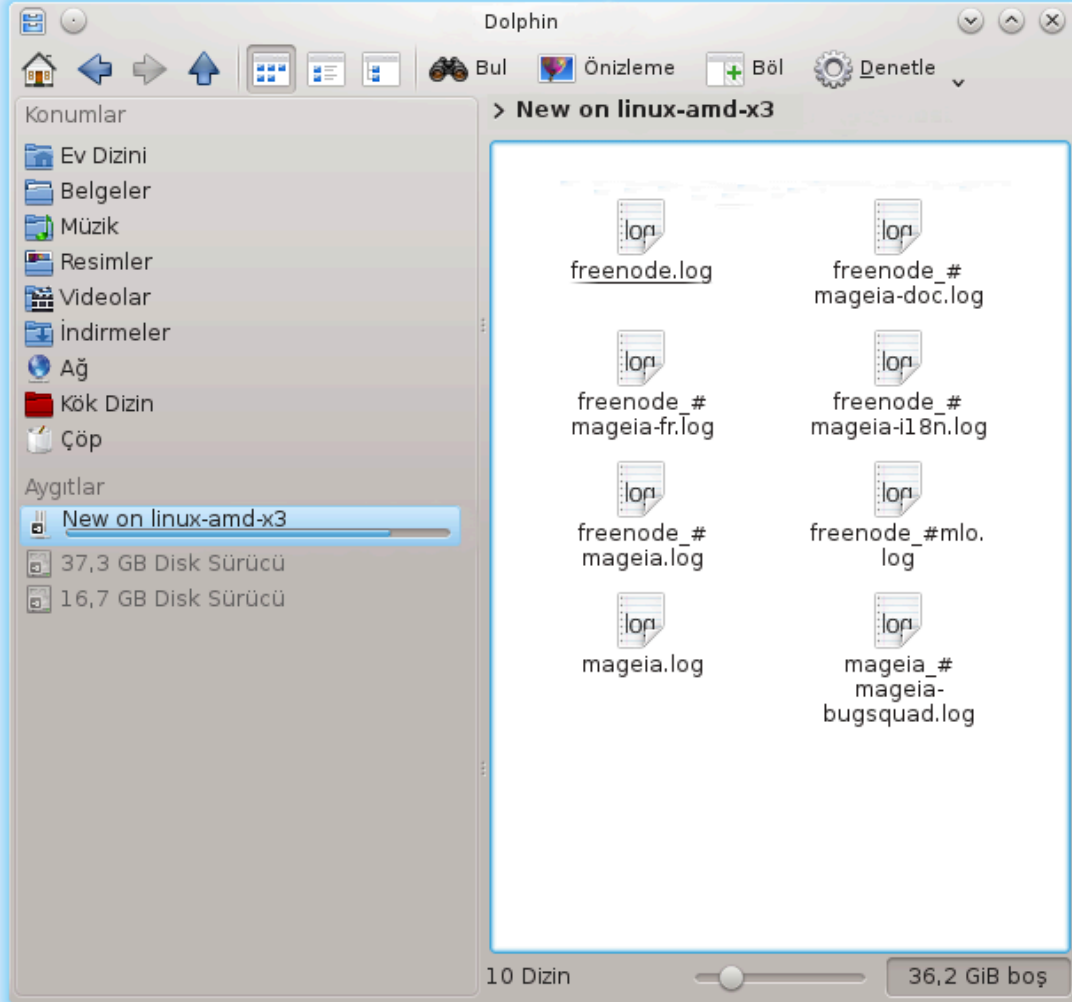 Dolphin
Bul Önizleme Böl Denetle
Konumlar
Ev Dizini
Belgeler
Müzik
Resimler
Videolar
İndirmeler
Ağ
Kök Dizin
Çöp
Aygıtlar
New on linux-amd-x3
37,3 GB Disk Sürücü
16,7 GB Disk Sürücü
> New on linux-amd-x3
log
freenode.log
log
freenode_#
mageia-doc.log
log
freenode_#
mageia-fr.log
log
freenode_#
mageia-i18n.log
log
freenode_#
mageia.log
log
freenode_#mlo.
log
log
mageia.log
log
mageia_#
mageia-
bugsquad.log
10 Dizin
36,2 GiB boş